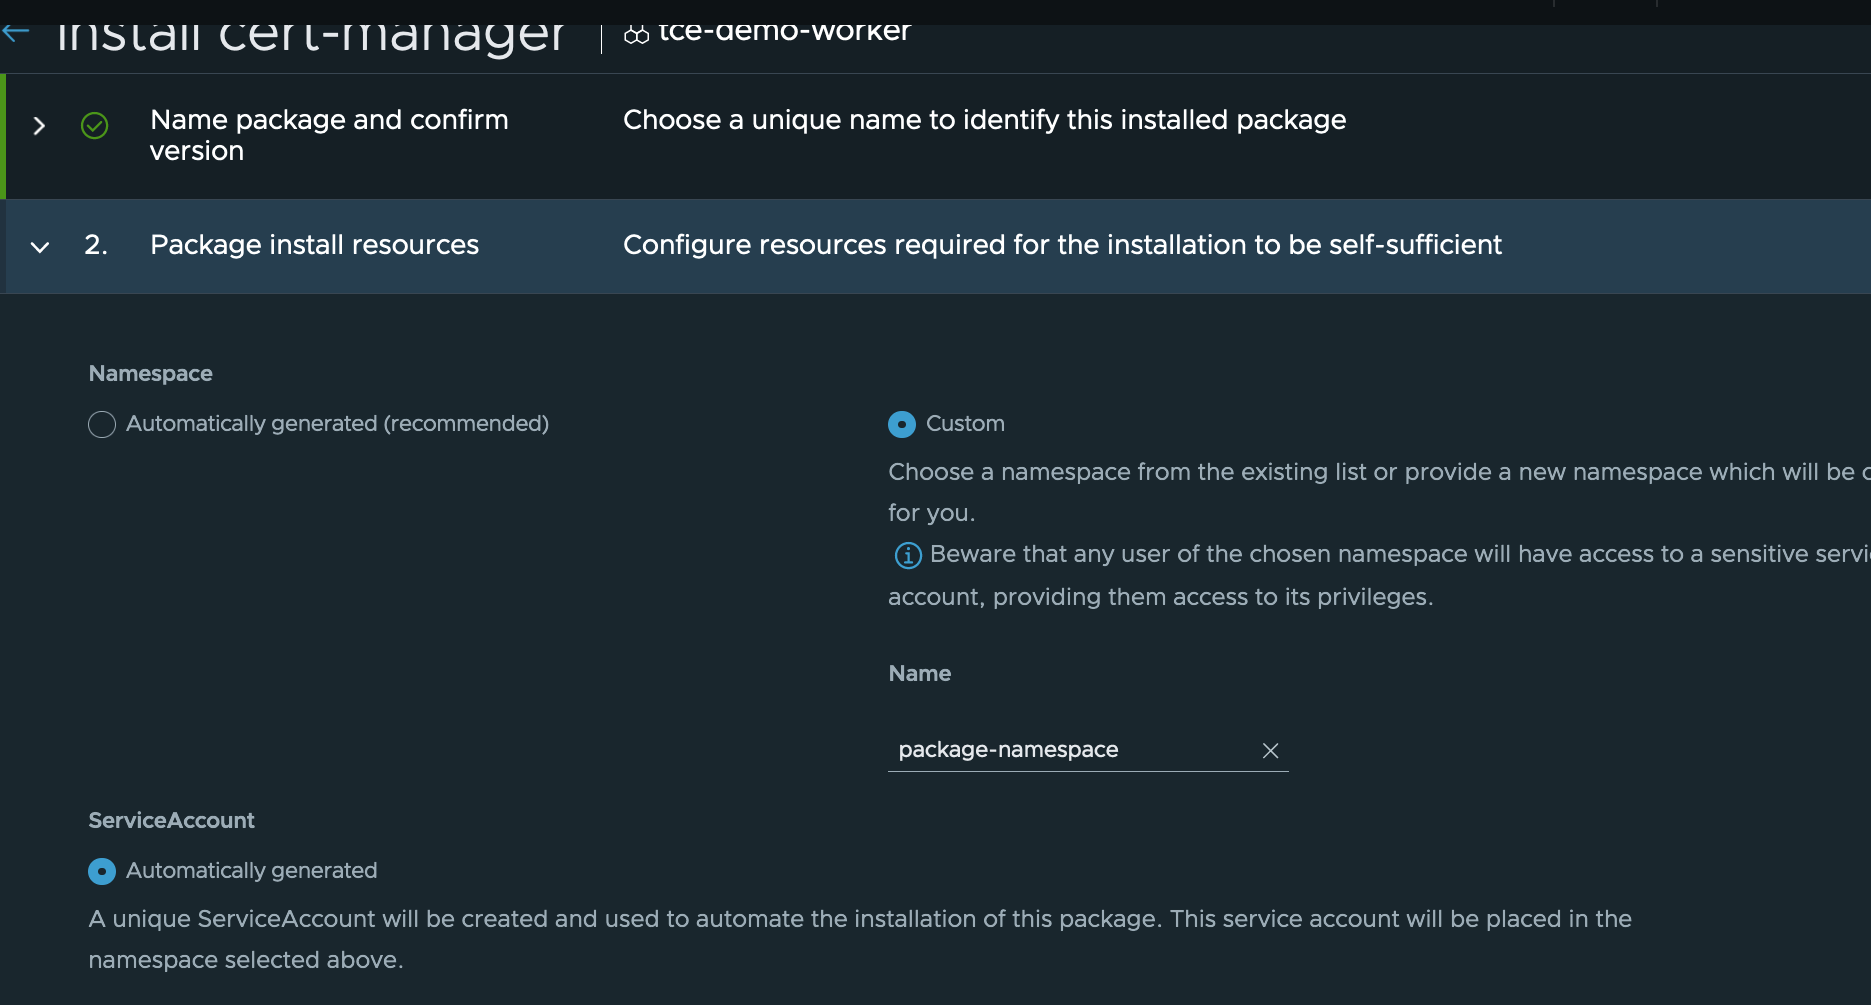 Install cert-manager
tce-demo-worker
Name package and confirm
version
Choose a unique name to identify this installed package
2.
Package install resources
Configure resources required for the installation to be self-sufficient
Namespace
Automatically generated (recommended)
Custom
Choose a namespace from the existing list or provide a new namespace which will be
for you.
Beware that any user of the chosen namespace will have access to a sensitive
account, providing them access to its privileges.
Name
package-namespace
ServiceAccount
Automatically generated
A unique ServiceAccount will be created and used to automate the installation of this package. This service account will be placed in the
namespace selected above.